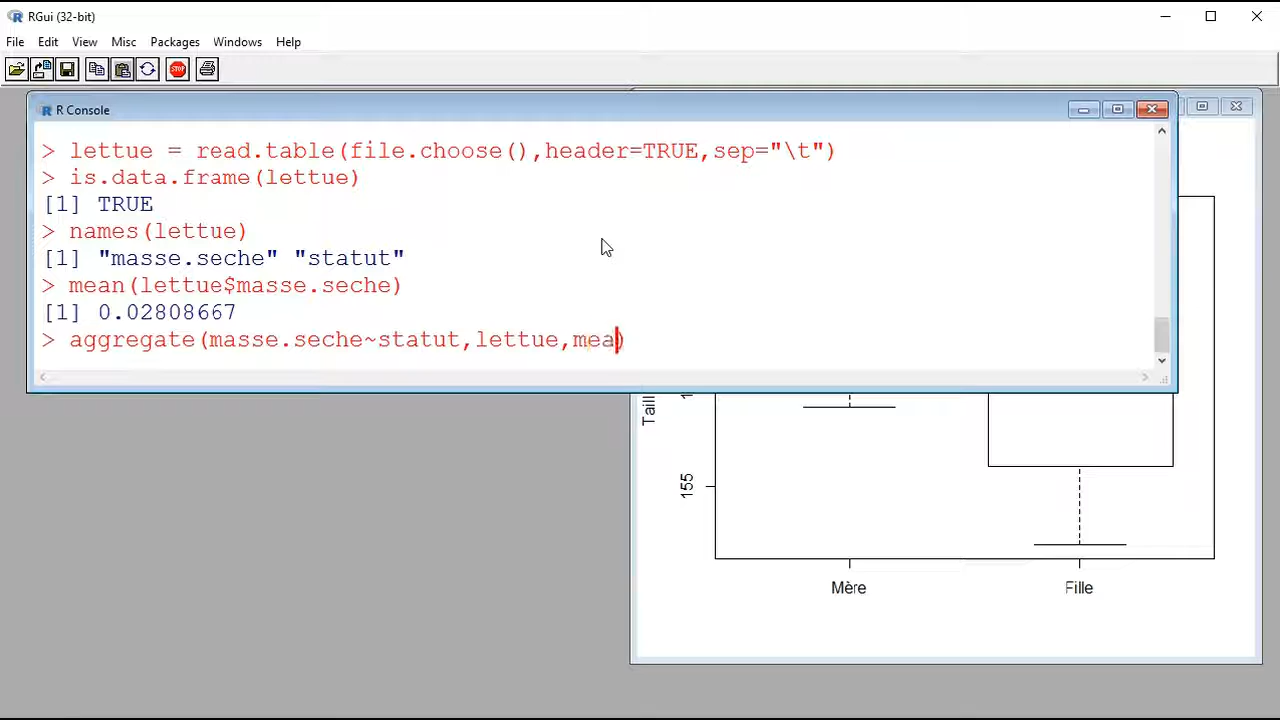 RGui (32-bit)
File Edit View Misc Packages Windows Help
STOP
R Console
> lettue = read.table(file.choose(),header=TRUE,sep="\t")
> is.data.frame(lettue)
[1] TRUE
> names(lettue)
[1] "masse.seche" "statut"
> mean(lettue$masse.seche)
[1] 0.02808667
> aggregate(masse.seche~statut,lettue,mea)
Taill
155
Mère Fille